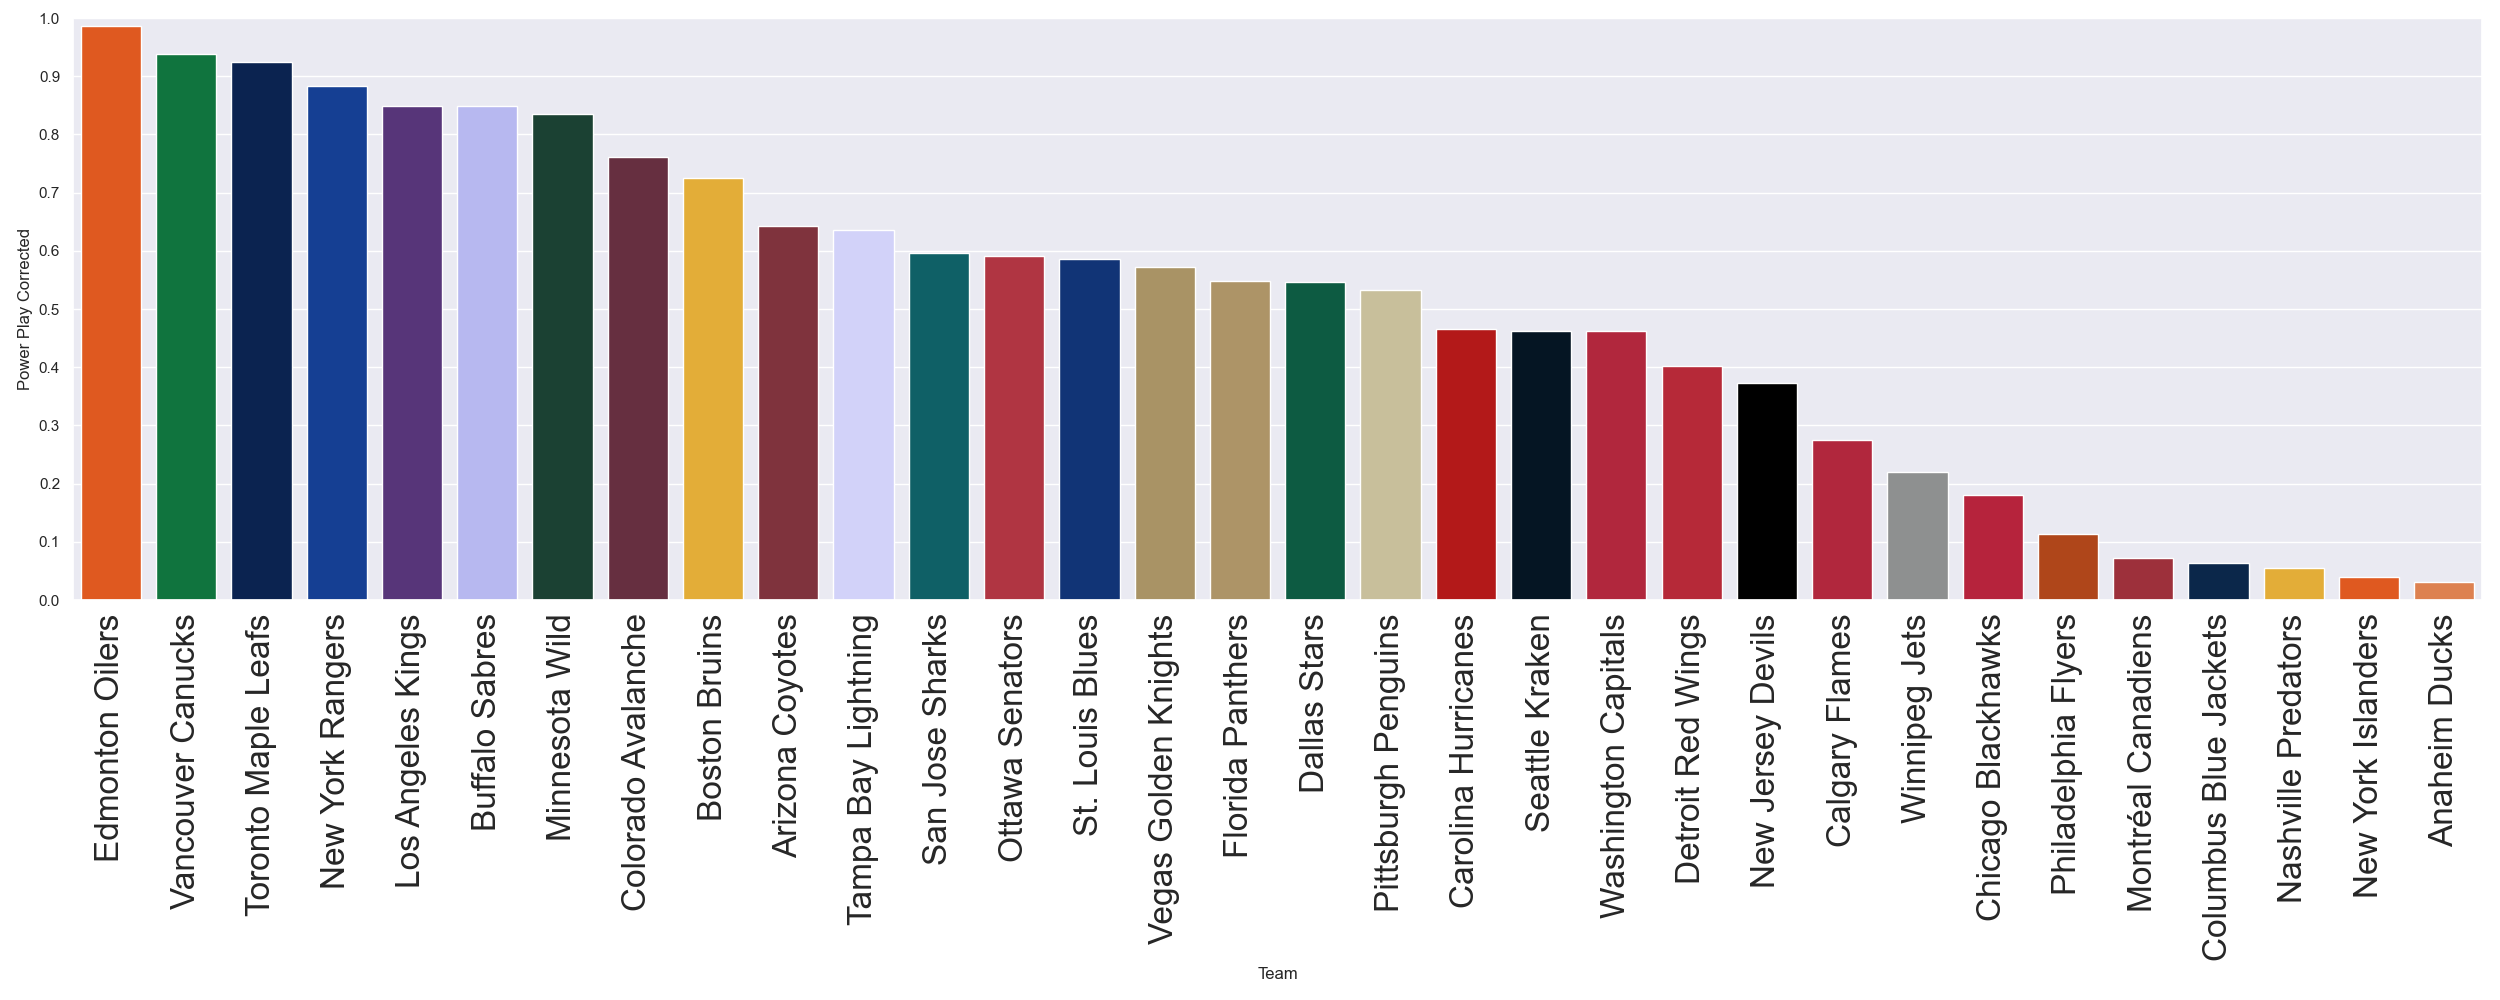 1.0
0.9
0.8
0.7
0.6
0.5
0.4
0.3
0.2
0.1
0.0
Power Play Corrected
Edmonton Oilers
Vancouver Canucks
Toronto Maple Leafs
New York Rangers
Los Angeles Kings
Buffalo Sabres
Minnesota Wild
Colorado Avalanche
Boston Bruins
Arizona Coyotes
Tampa Bay Lightning
San Jose Sharks
Ottawa Senators
St. Louis Blues
Vegas Golden Knights
Florida Panthers
Dallas Stars
Pittsburgh Penguins
Carolina Hurricanes
Seattle Kraken
Washington Capitals
Detroit Red Wings
New Jersey Devils
Calgary Flames
Winnipeg Jets
Chicago Blackhawks
Philadelphia Flyers
Montréal Canadiens
Columbus Blue Jackets
Nashville Predators
New York Islanders
Anaheim Ducks
Team